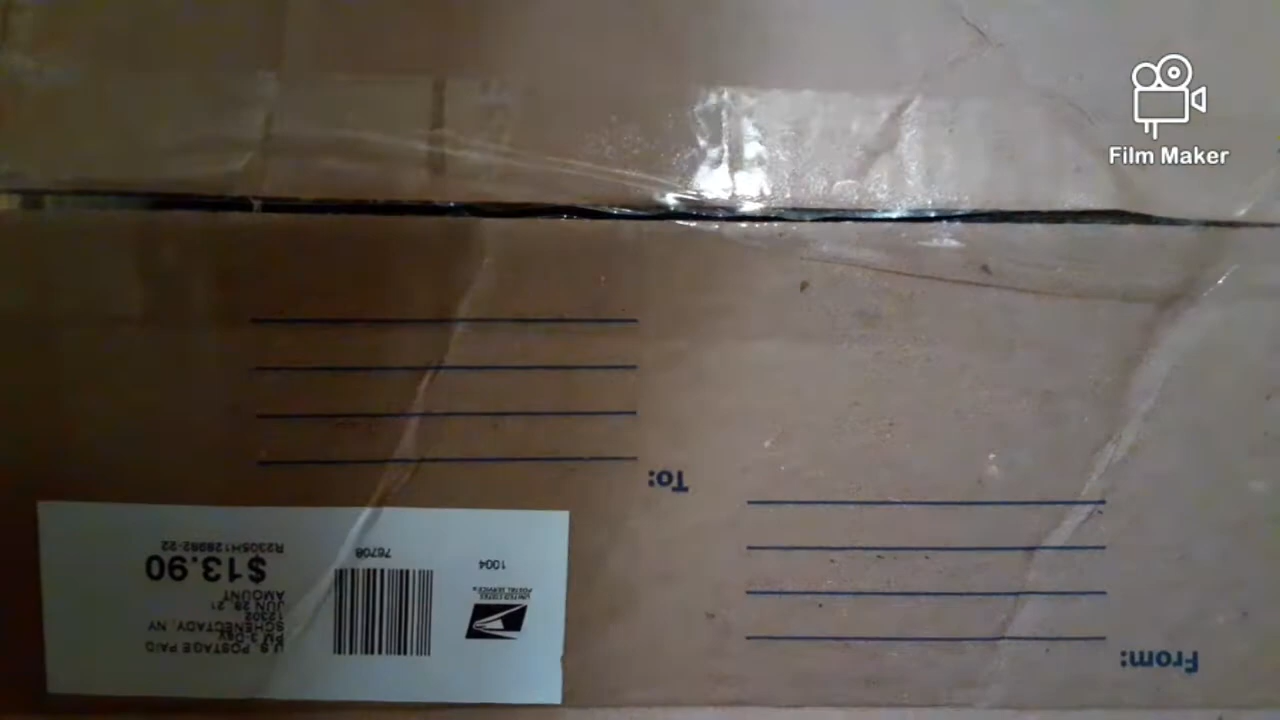 Film Maker
From:
To:
UNITED STATES
POSTAL SERVICE®
1004
76708
U.S. POSTAGE PAID
PM 3-Day
SCHENECTADY, NY
12302
JUN 28, 21
AMOUNT
$13.90
R2305H128982-22